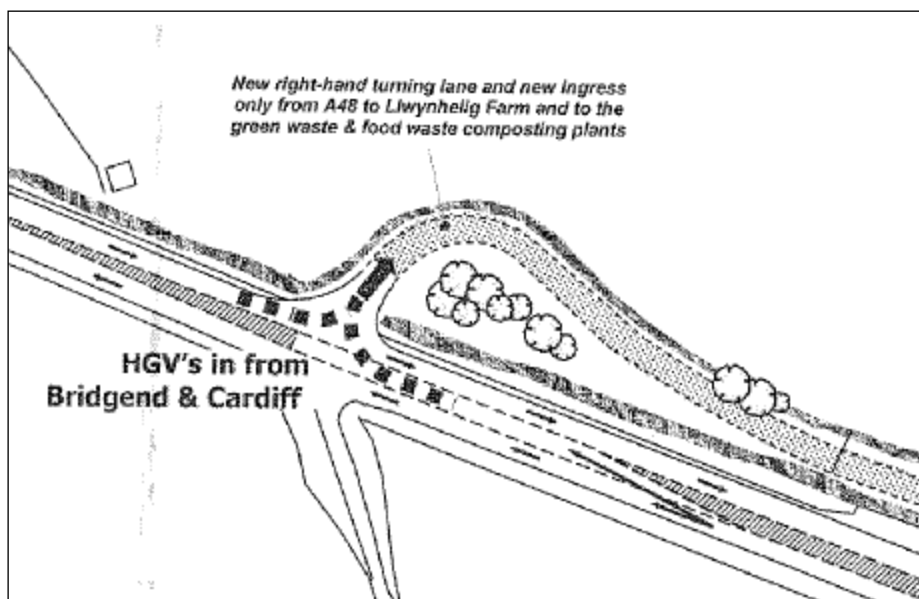 New right-hand turning lane and new ingress
only from A48 to Llwynhelig Farm and to the
green waste & food waste composting plants
HGV's in from
Bridgend & Cardiff